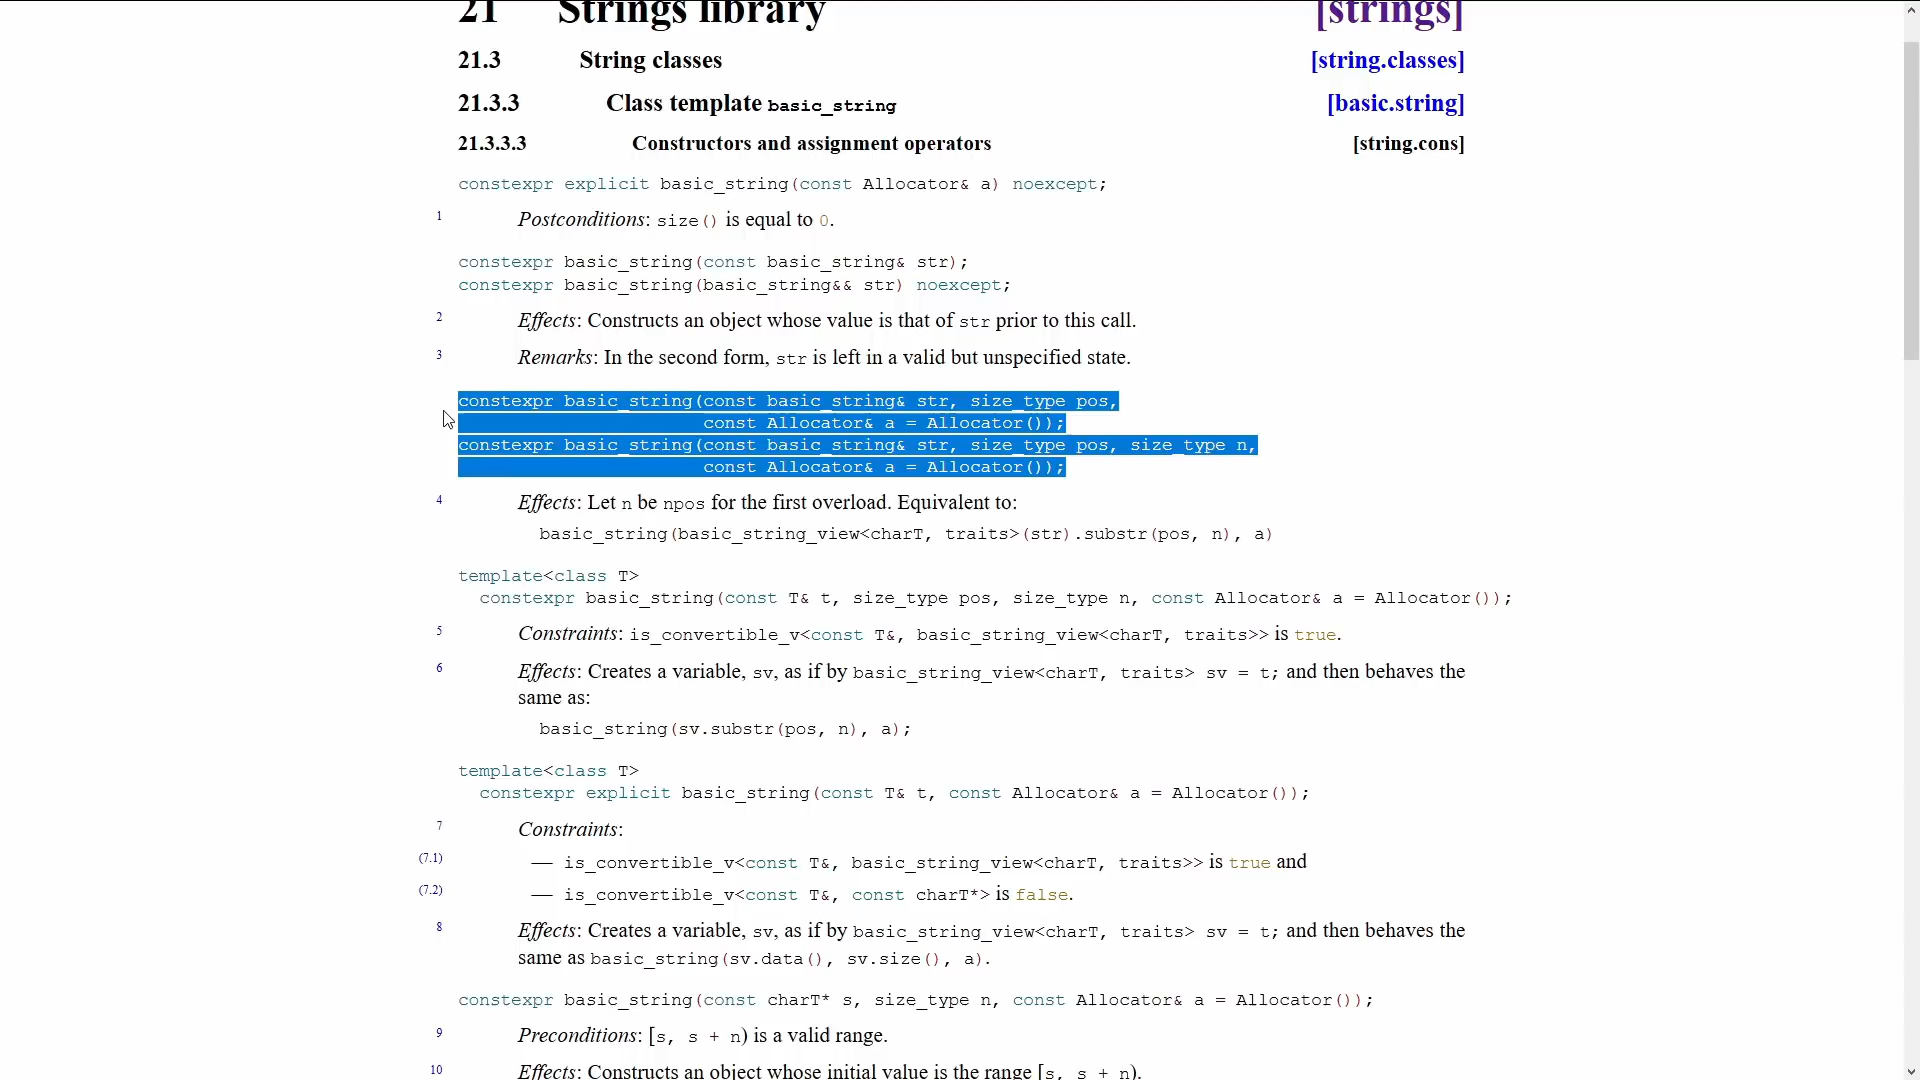 21 Strings library [strings]
21.3 String classes [string.classes]
21.3.3 Class template basic_string [basic.string]
21.3.3.3 Constructors and assignment operators [string.cons]
constexpr explicit basic_string(const Allocator& a) noexcept;
1 Postconditions: size() is equal to 0.
constexpr basic_string(const basic_string& str);
constexpr basic_string(basic_string&& str) noexcept;
2 Effects: Constructs an object whose value is that of str prior to this call.
3 Remarks: In the second form, str is left in a valid but unspecified state.
constexpr basic_string(const basic_string& str, size_type pos,
const Allocator& a = Allocator());
constexpr basic_string(const basic_string& str, size_type pos, size_type n,
const Allocator& a = Allocator());
4 Effects: Let n be npos for the first overload. Equivalent to:
basic_string(basic_string_view<charT, traits>(str).substr(pos, n), a)
template<class T>
constexpr basic_string(const T& t, size_type pos, size_type n, const Allocator& a = Allocator());
5 Constraints: is_convertible_v<const T&, basic_string_view<charT, traits>> is true.
6 Effects: Creates a variable, sv, as if by basic_string_view<charT, traits> sv = t; and then behaves the
same as:
basic_string(sv.substr(pos, n), a);
template<class T>
constexpr explicit basic_string(const T& t, const Allocator& a = Allocator());
7 Constraints:
(7.1) — is_convertible_v<const T&, basic_string_view<charT, traits>> is true and
(7.2) — is_convertible_v<const T&, const charT*> is false.
8 Effects: Creates a variable, sv, as if by basic_string_view<charT, traits> sv = t; and then behaves the
same as basic_string(sv.data(), sv.size(), a).
constexpr basic_string(const charT* s, size_type n, const Allocator& a = Allocator());
9 Preconditions: [s, s + n) is a valid range.
10 Effects: Constructs an object whose initial value is the range [s, s + n).